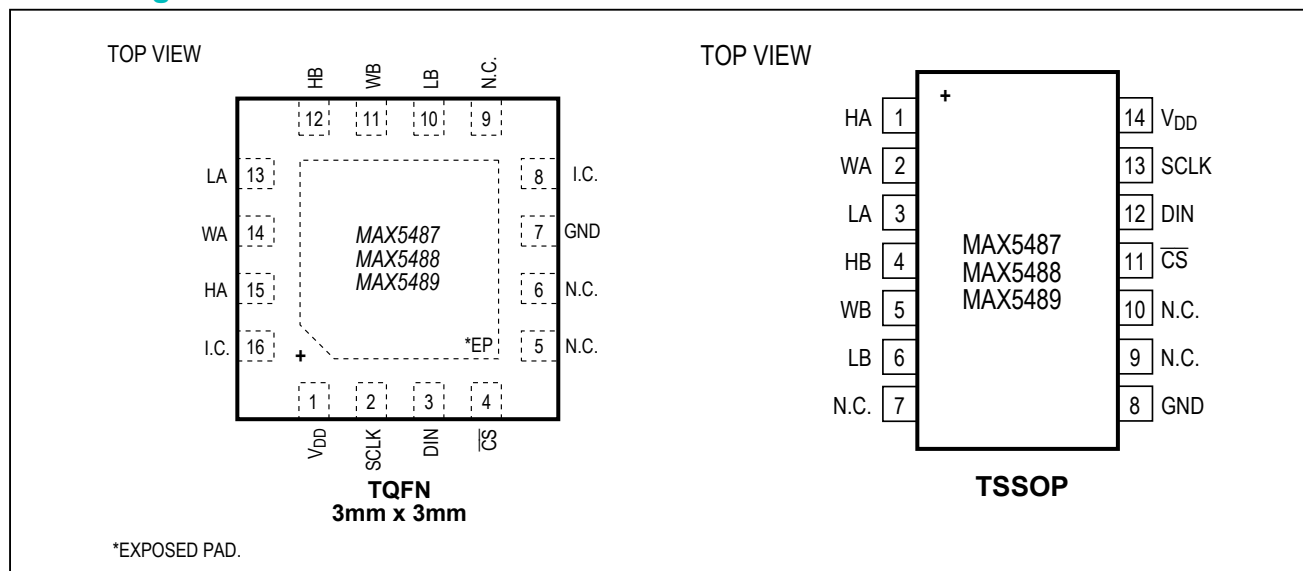 TOP VIEW
HB WB LB N.C.
12 11 10 9
LA 13
WA 14
HA 15
I.C. 16
8 I.C.
7 GND
6 N.C.
5 N.C.
MAX5487
MAX5488
MAX5489
*EP
+
1 2 3 4
VDD SCLK DIN CS
TQFN
3mm x 3mm
*EXPOSED PAD.
TOP VIEW
+
HA 1
WA 2
LA 3
HB 4
WB 5
LB 6
N.C. 7
MAX5487
MAX5488
MAX5489
14 VDD
13 SCLK
12 DIN
11 CS
10 N.C.
9 N.C.
8 GND
TSSOP